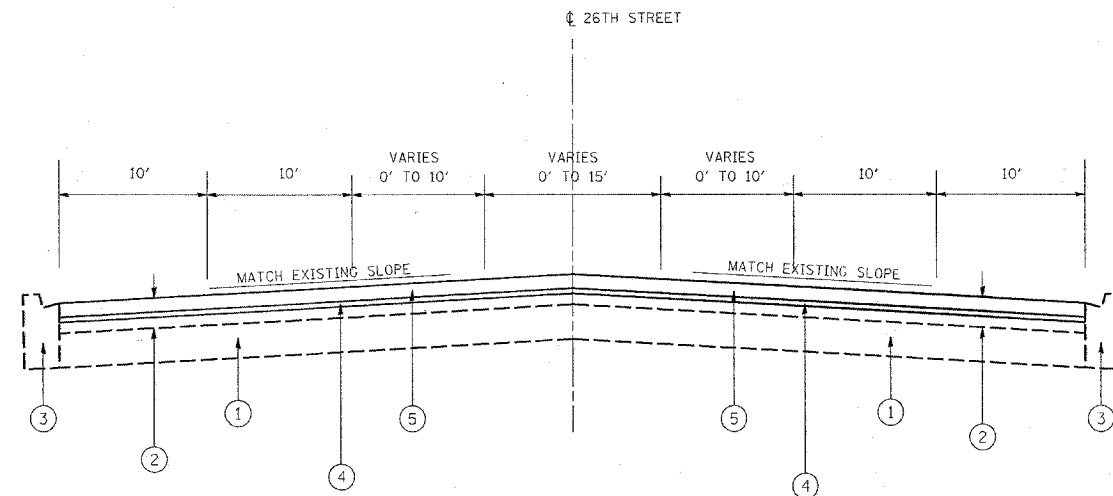 ℄ 26TH STREET
10'
10'
VARIES
0' TO 10'
VARIES
0' TO 15'
VARIES
0' TO 10'
10'
10'
MATCH EXISTING SLOPE
MATCH EXISTING SLOPE
3
2
1
4
5
5
4
1
2
3